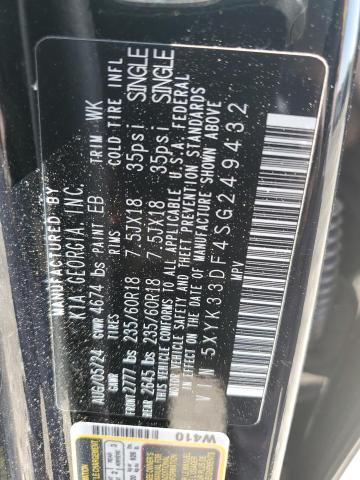 MANUFACTURED BY
KIA GEORGIA, INC.
AUG/05/24 GVWR 4674 lbs PAINT EB TRIM WK
GAWR TIRES RIMS COLD TIRE INFL
FRONT 2777 lbs 235/60R18 7.5JX18 35psi SINGLE
REAR 2645 lbs 235/60R18 7.5JX18 35psi SINGLE
THIS VEHICLE CONFORMS TO ALL APPLICABLE U.S.A. FEDERAL
MOTOR VEHICLE SAFETY, BUMPER, AND THEFT PREVENTION STANDARDS
IN EFFECT ON THE DATE OF MANUFACTURE SHOWN ABOVE
VIN 5XYK33DF4SG249432
MPV
W410